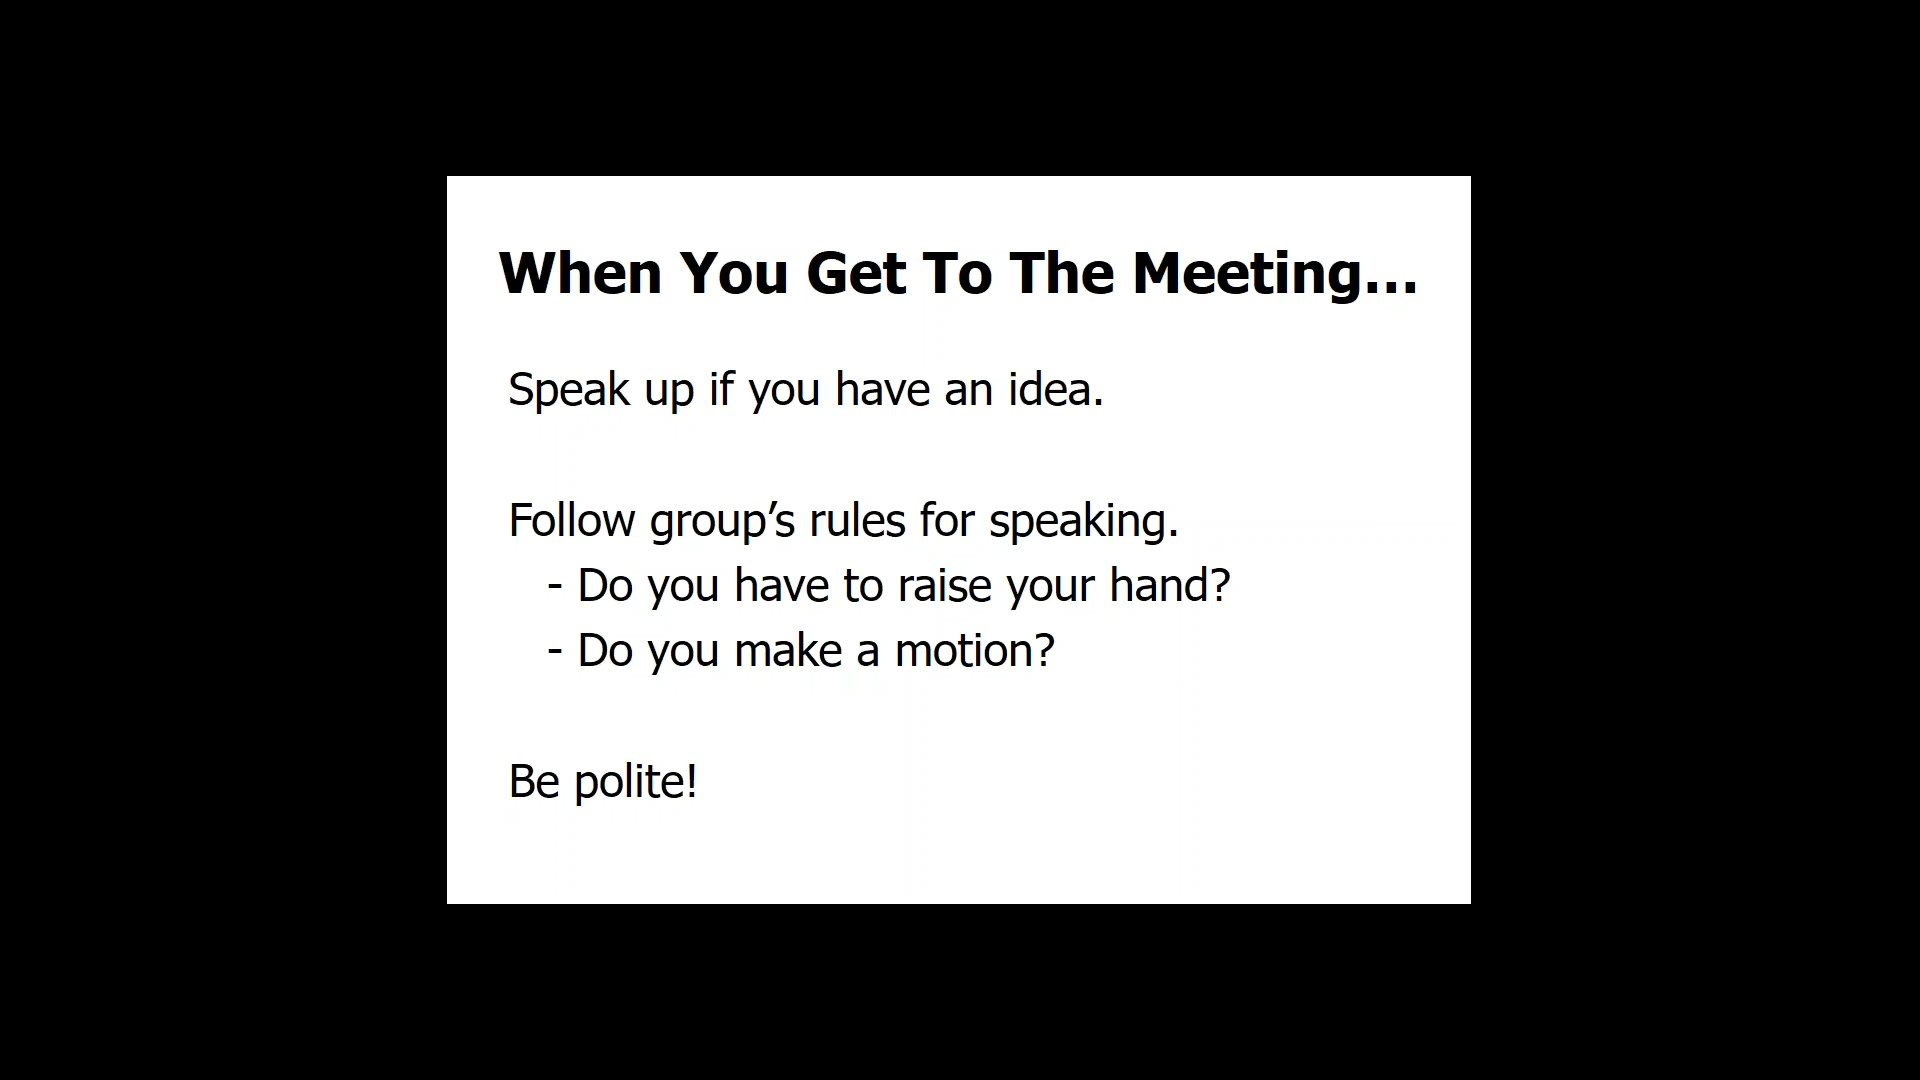 When You Get To The Meeting...
Speak up if you have an idea.
Follow group’s rules for speaking.
- Do you have to raise your hand?
- Do you make a motion?
Be polite!